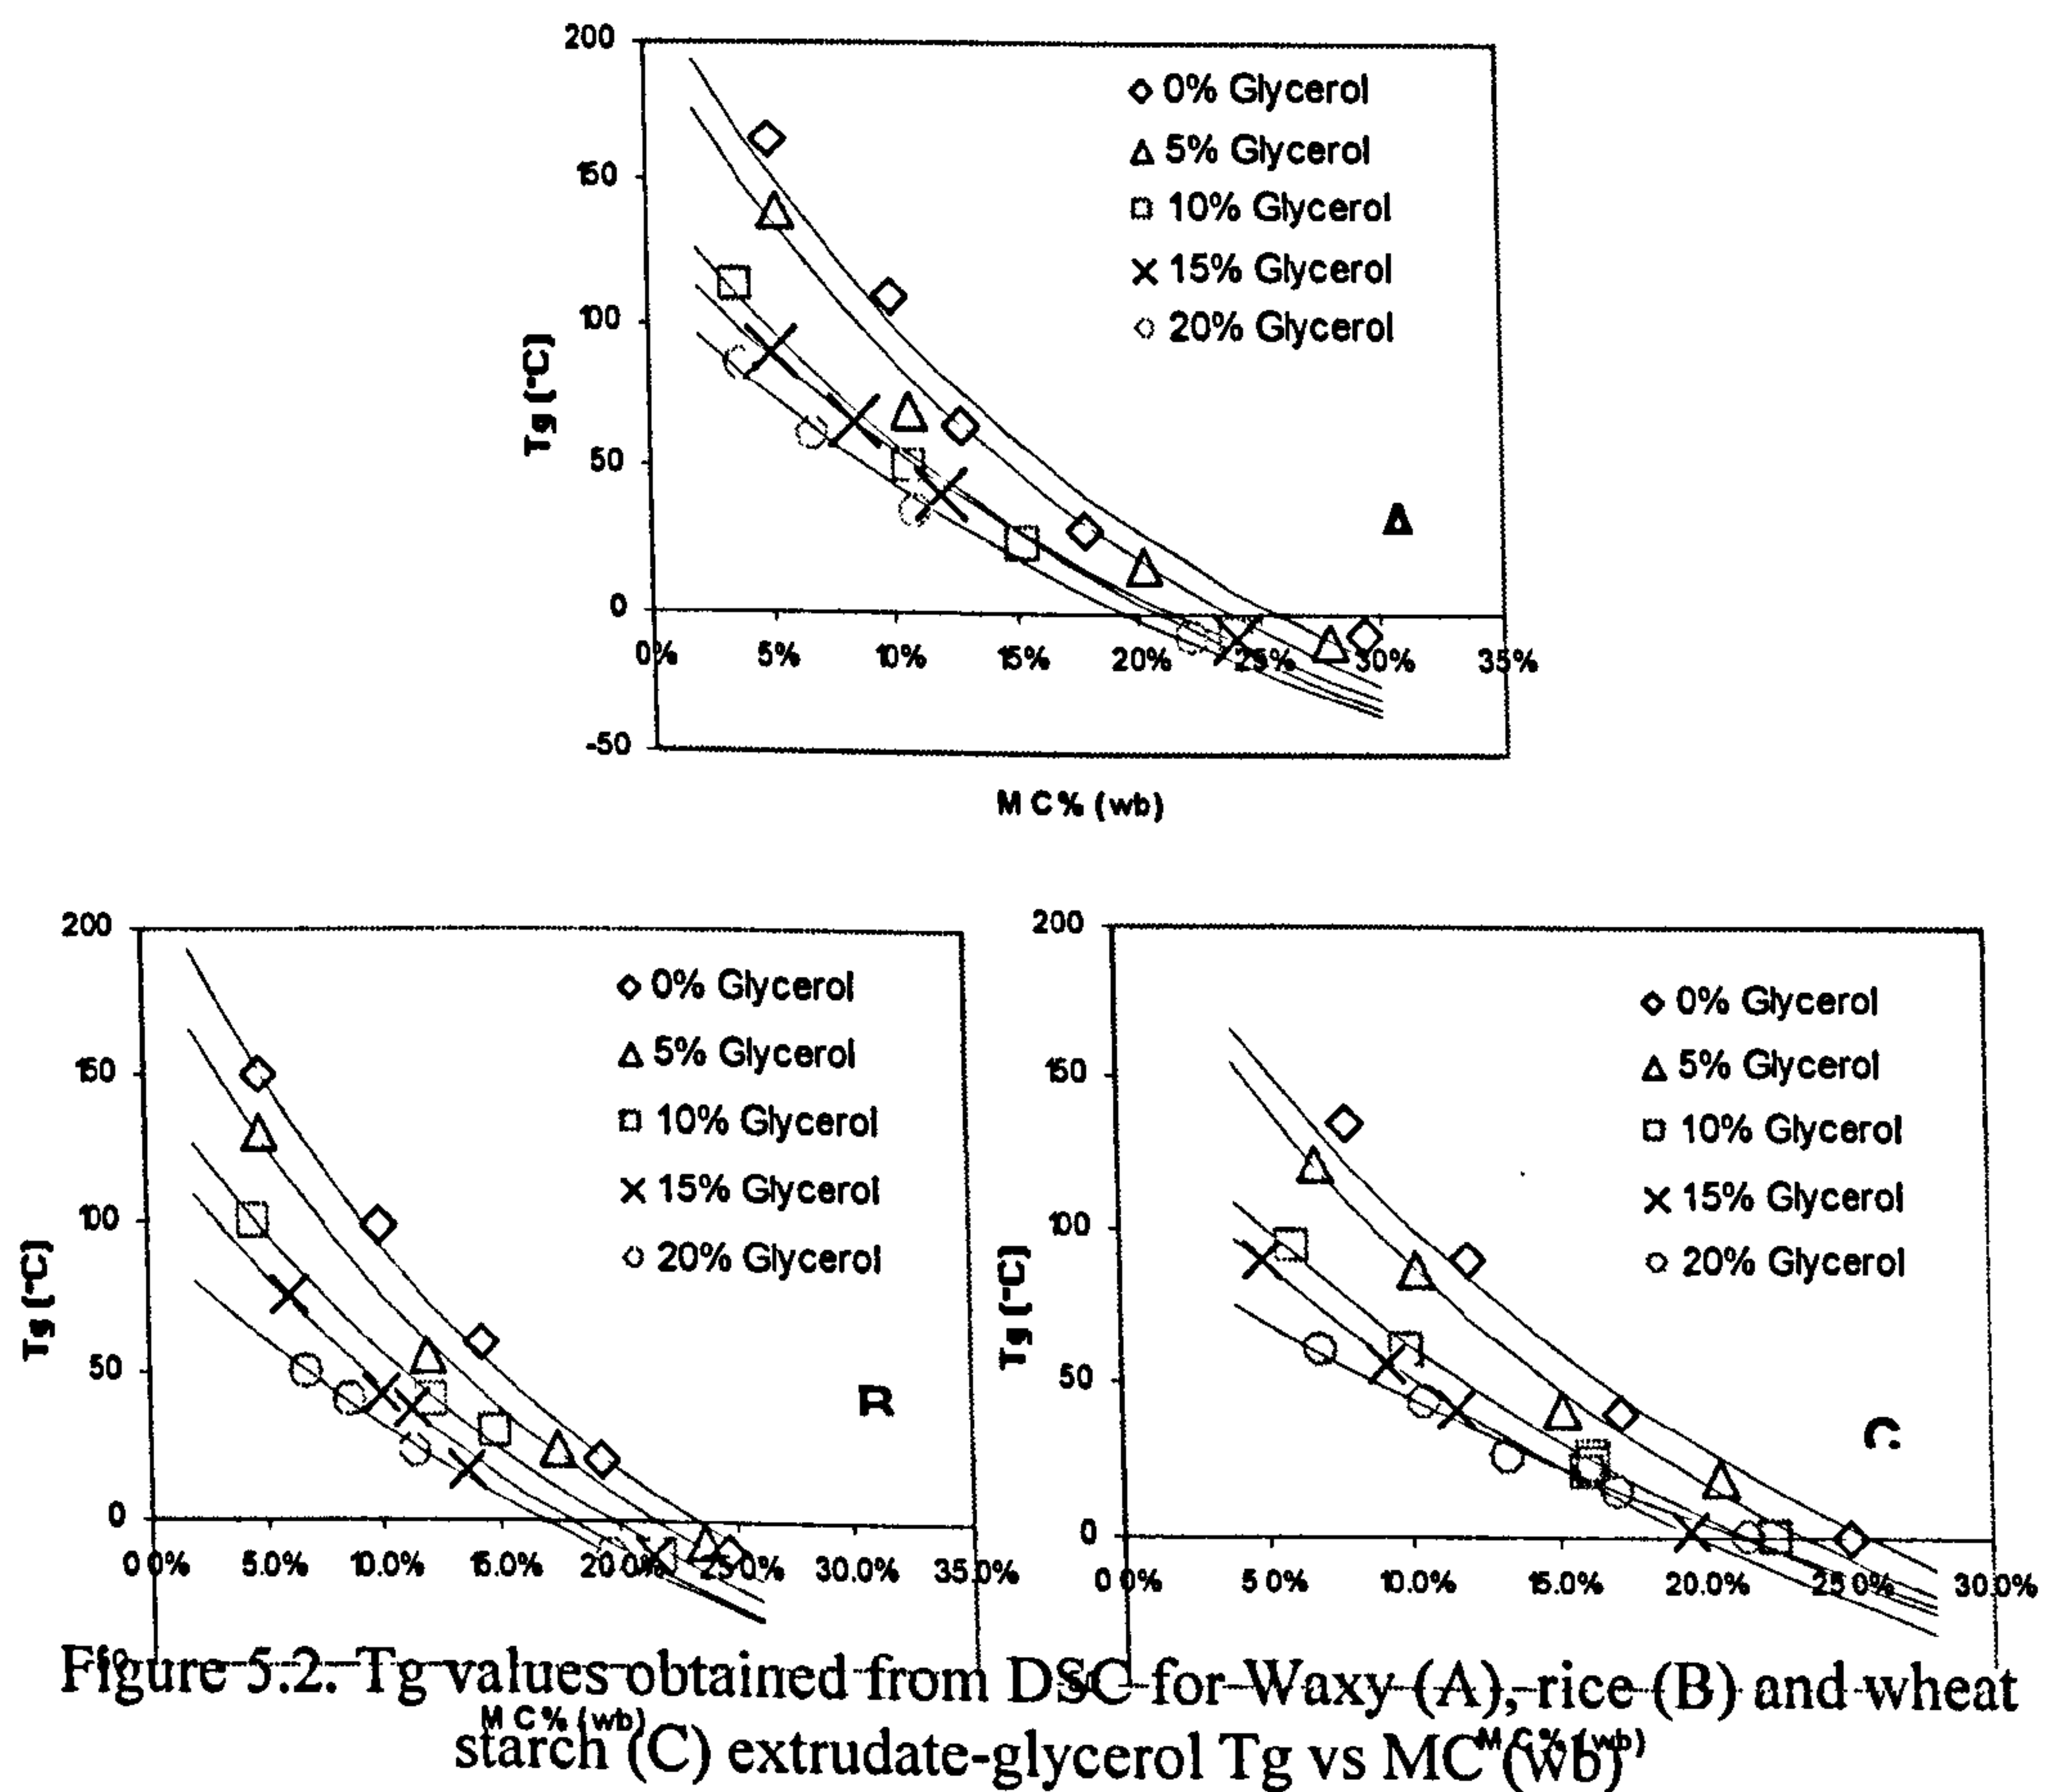 200
150
100
50
0
-50
Tg (°C)
0% Glycerol
5% Glycerol
10% Glycerol
15% Glycerol
20% Glycerol
A
0% 5% 10% 15% 20% 25% 30% 35%
MC% (wb)
200
150
100
50
0
Tg (°C)
0% Glycerol
5% Glycerol
10% Glycerol
15% Glycerol
20% Glycerol
B
0.0% 5.0% 10.0% 15.0% 20.0% 25.0% 30.0% 35.0%
200
150
100
50
0
Tg (°C)
0% Glycerol
5% Glycerol
10% Glycerol
15% Glycerol
20% Glycerol
C
0.0% 5.0% 10.0% 15.0% 20.0% 25.0% 30.0%
Figure 5.2. Tg values obtained from DSC for Waxy (A), rice (B) and wheat
MC% (wb)
MC% (wb)
starch (C) extrudate-glycerol Tg vs MC (wb)